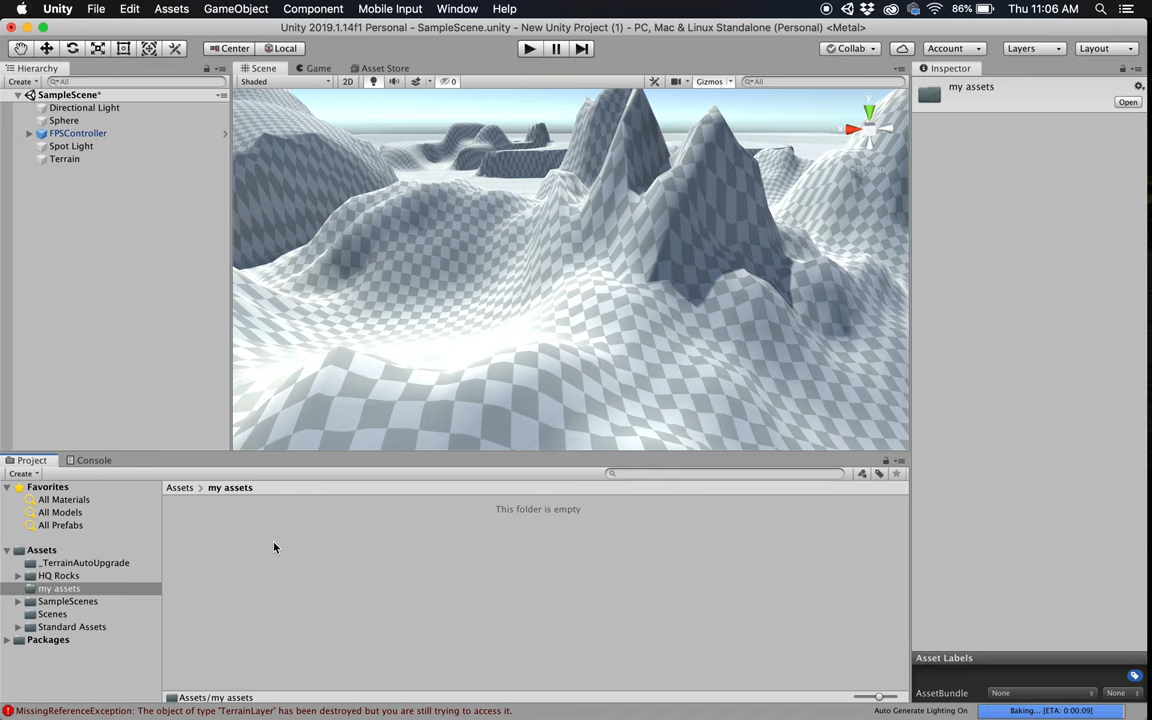 Unity File Edit Assets GameObject Component Mobile Input Window Help 86% Thu 11:06 AM
Unity 2019.1.14f1 Personal - SampleScene.unity - New Unity Project (1) - PC, Mac & Linux Standalone (Personal) <Metal>
Center Local Collab Account Layers Layout
Hierarchy Scene Game Asset Store Inspector
Create All Shaded 2D 0 Gizmos All
SampleScene*
Directional Light
Sphere
FPSController
Spot Light
Terrain
my assets
Open
Project Console
Create
Favorites
All Materials
All Models
All Prefabs
Assets
_TerrainAutoUpgrade
HQ Rocks
my assets
SampleScenes
Scenes
Standard Assets
Packages
Assets > my assets
This folder is empty
Assets/my assets
Asset Labels
AssetBundle None None
MissingReferenceException: The object of type 'TerrainLayer' has been destroyed but you are still trying to access it.
Auto Generate Lighting On Baking... [ETA: 0:00:09]